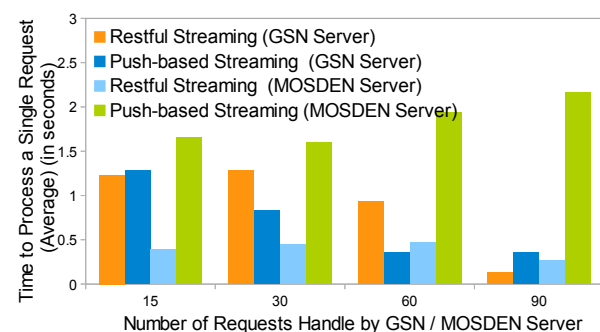 3
Restful Streaming (GSN Server)
2.5
Push-based Streaming (GSN Server)
Restful Streaming (MOSDEN Server)
2
Push-based Streaming (MOSDEN Server)
1.5
1
0.5
0
Time to Process a Single Request
(Average) (in seconds)
15 30 60 90
Number of Requests Handle by GSN / MOSDEN Server